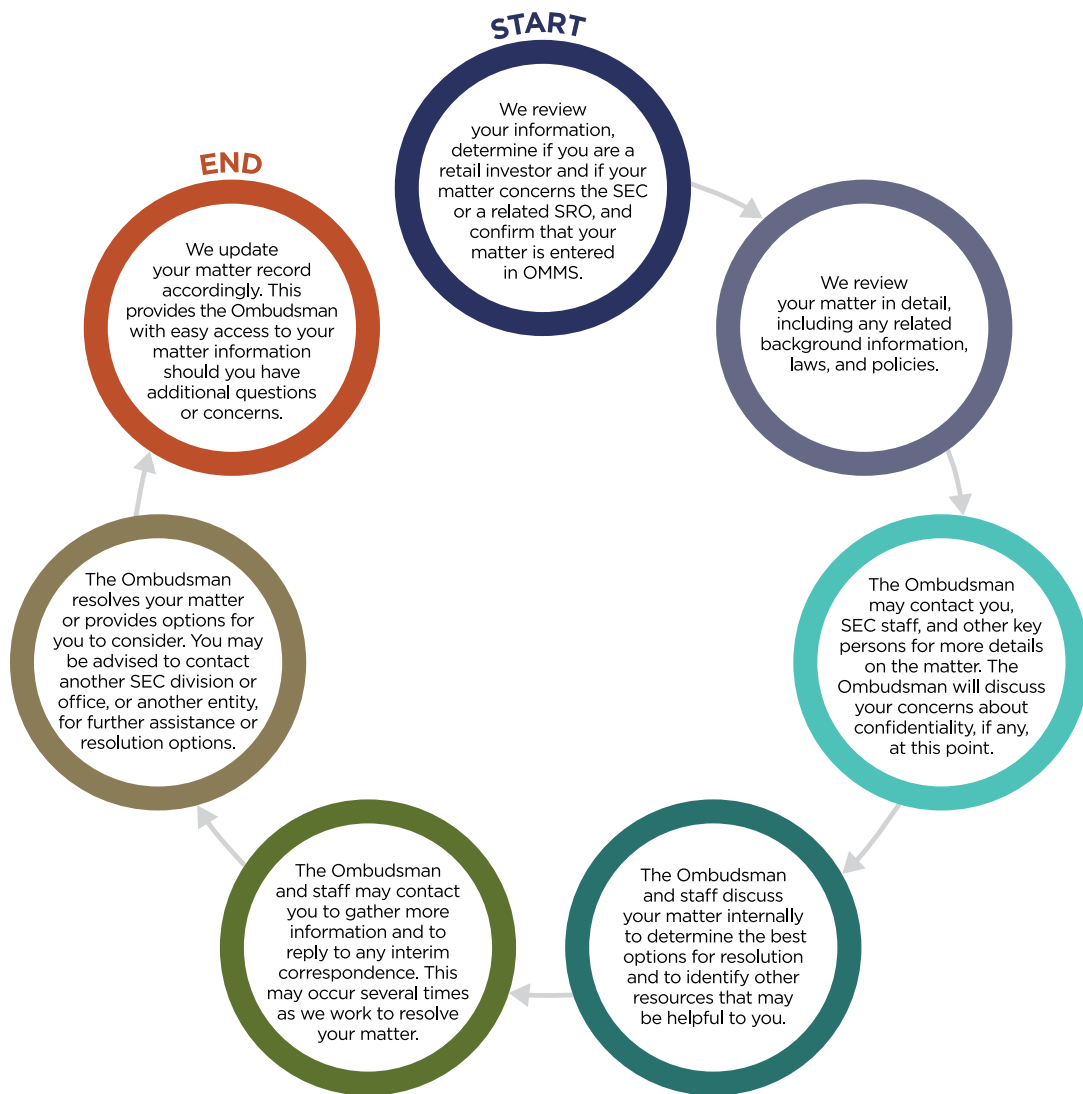 START
We review
your information,
determine if you are a
retail investor and if your
matter concerns the SEC
or a related SRO, and
confirm that your
matter is entered
in OMMS.
We review
your matter in detail,
including any related
background information,
laws, and policies.
The Ombudsman
may contact you,
SEC staff, and other key
persons for more details
on the matter. The
Ombudsman will discuss
your concerns about
confidentiality, if any,
at this point.
The Ombudsman
and staff discuss
your matter internally
to determine the best
options for resolution
and to identify other
resources that may
be helpful to you.
The Ombudsman
and staff may contact
you to gather more
information and to
reply to any interim
correspondence. This
may occur several times
as we work to resolve
your matter.
The Ombudsman
resolves your matter
or provides options for
you to consider. You may
be advised to contact
another SEC division or
office, or another entity,
for further assistance or
resolution options.
END
We update
your matter record
accordingly. This
provides the Ombudsman
with easy access to your
matter information
should you have
additional questions
or concerns.